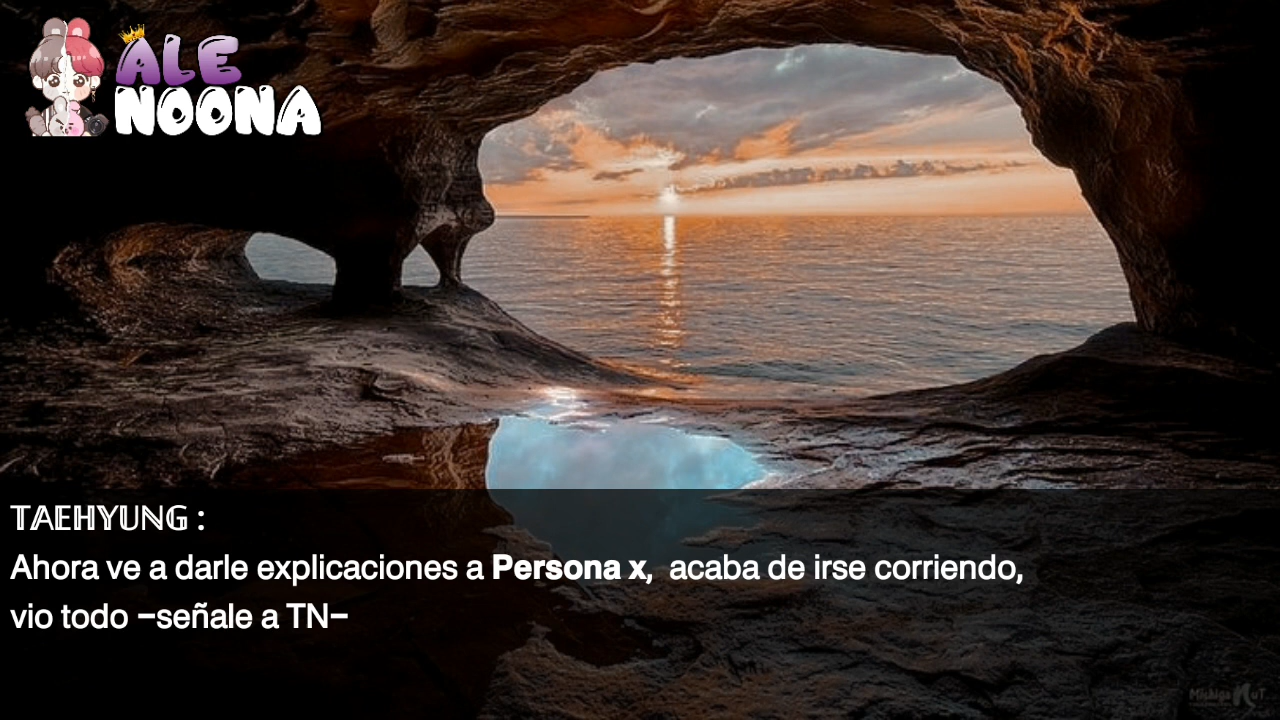 ALE
NOONA
TAEHYUNG :
Ahora ve a darle explicaciones a Persona x, acaba de irse corriendo,
vio todo –señale a TN–